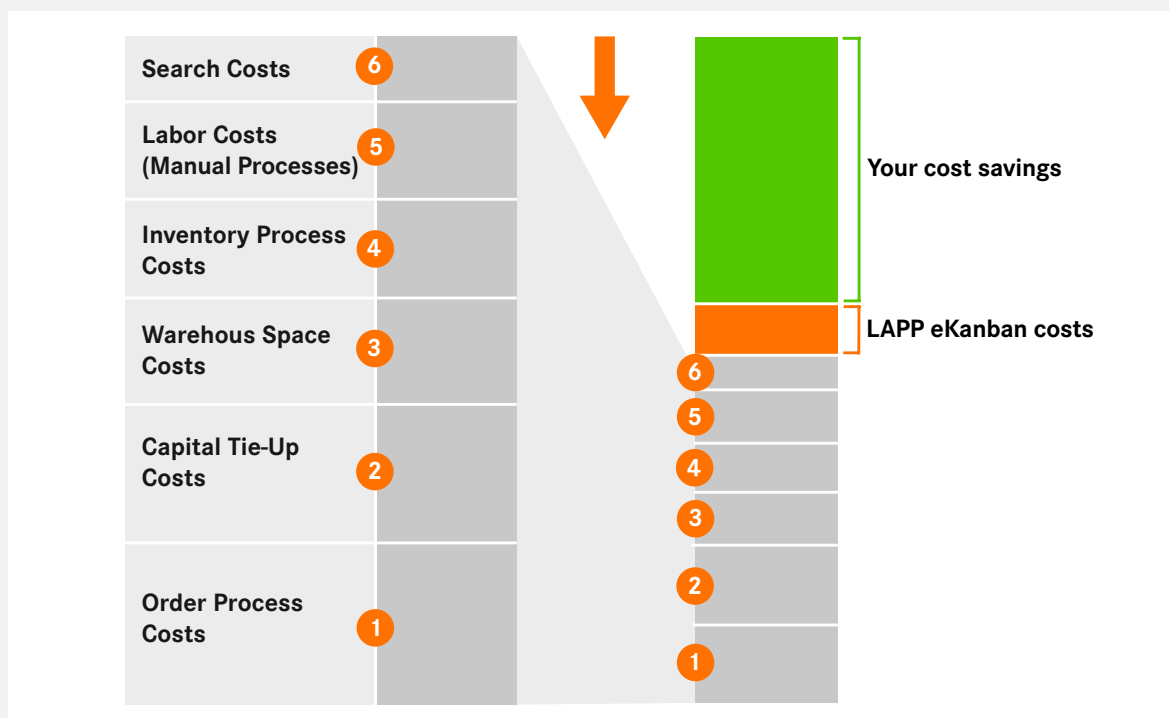 Search Costs
6
Labor Costs
(Manual Processes)
5
Inventory Process
Costs
4
Warehous Space
Costs
3
Capital Tie-Up
Costs
2
Order Process
Costs
1
Your cost savings
LAPP eKanban costs
6
5
4
3
2
1